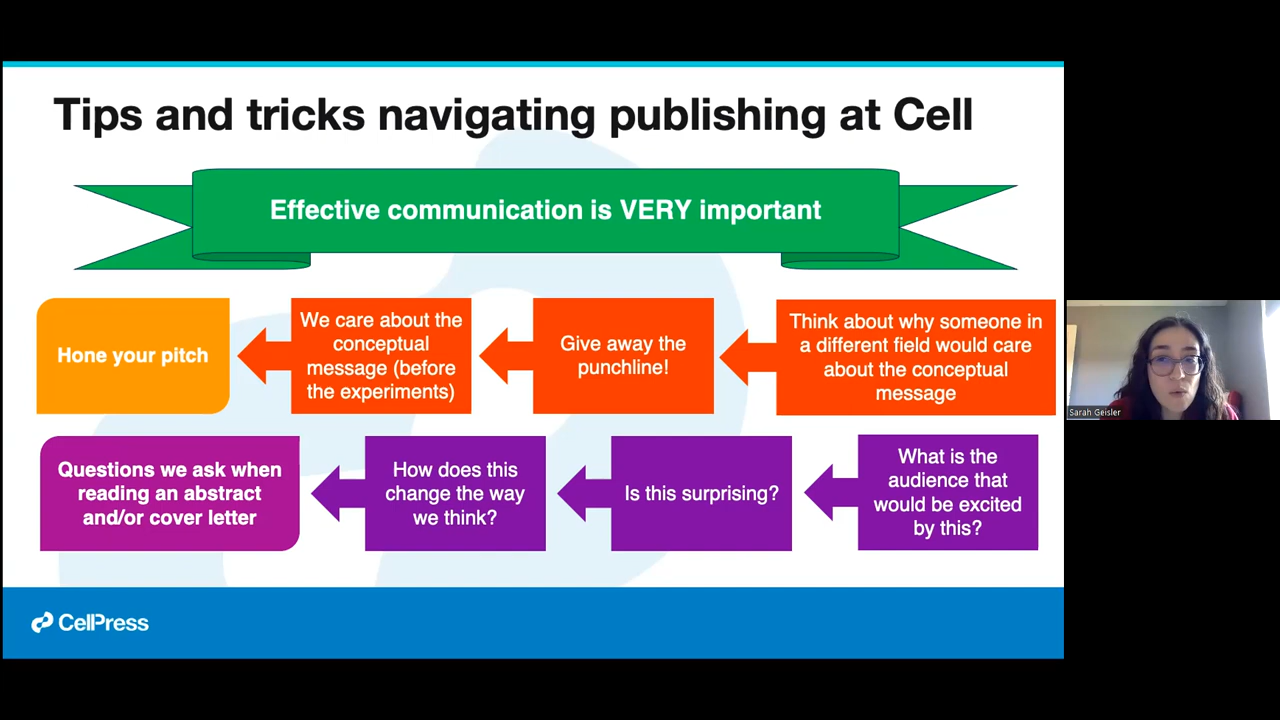 Tips and tricks navigating publishing at Cell
Effective communication is VERY important
Hone your pitch
We care about the
conceptual
message (before
the experiments)
Give away the
punchline!
Think about why someone in
a different field would care
about the conceptual
message
Questions we ask when
reading an abstract
and/or cover letter
How does this
change the way
we think?
Is this surprising?
What is the
audience that
would be excited
by this?
CellPress
Sarah Geisler